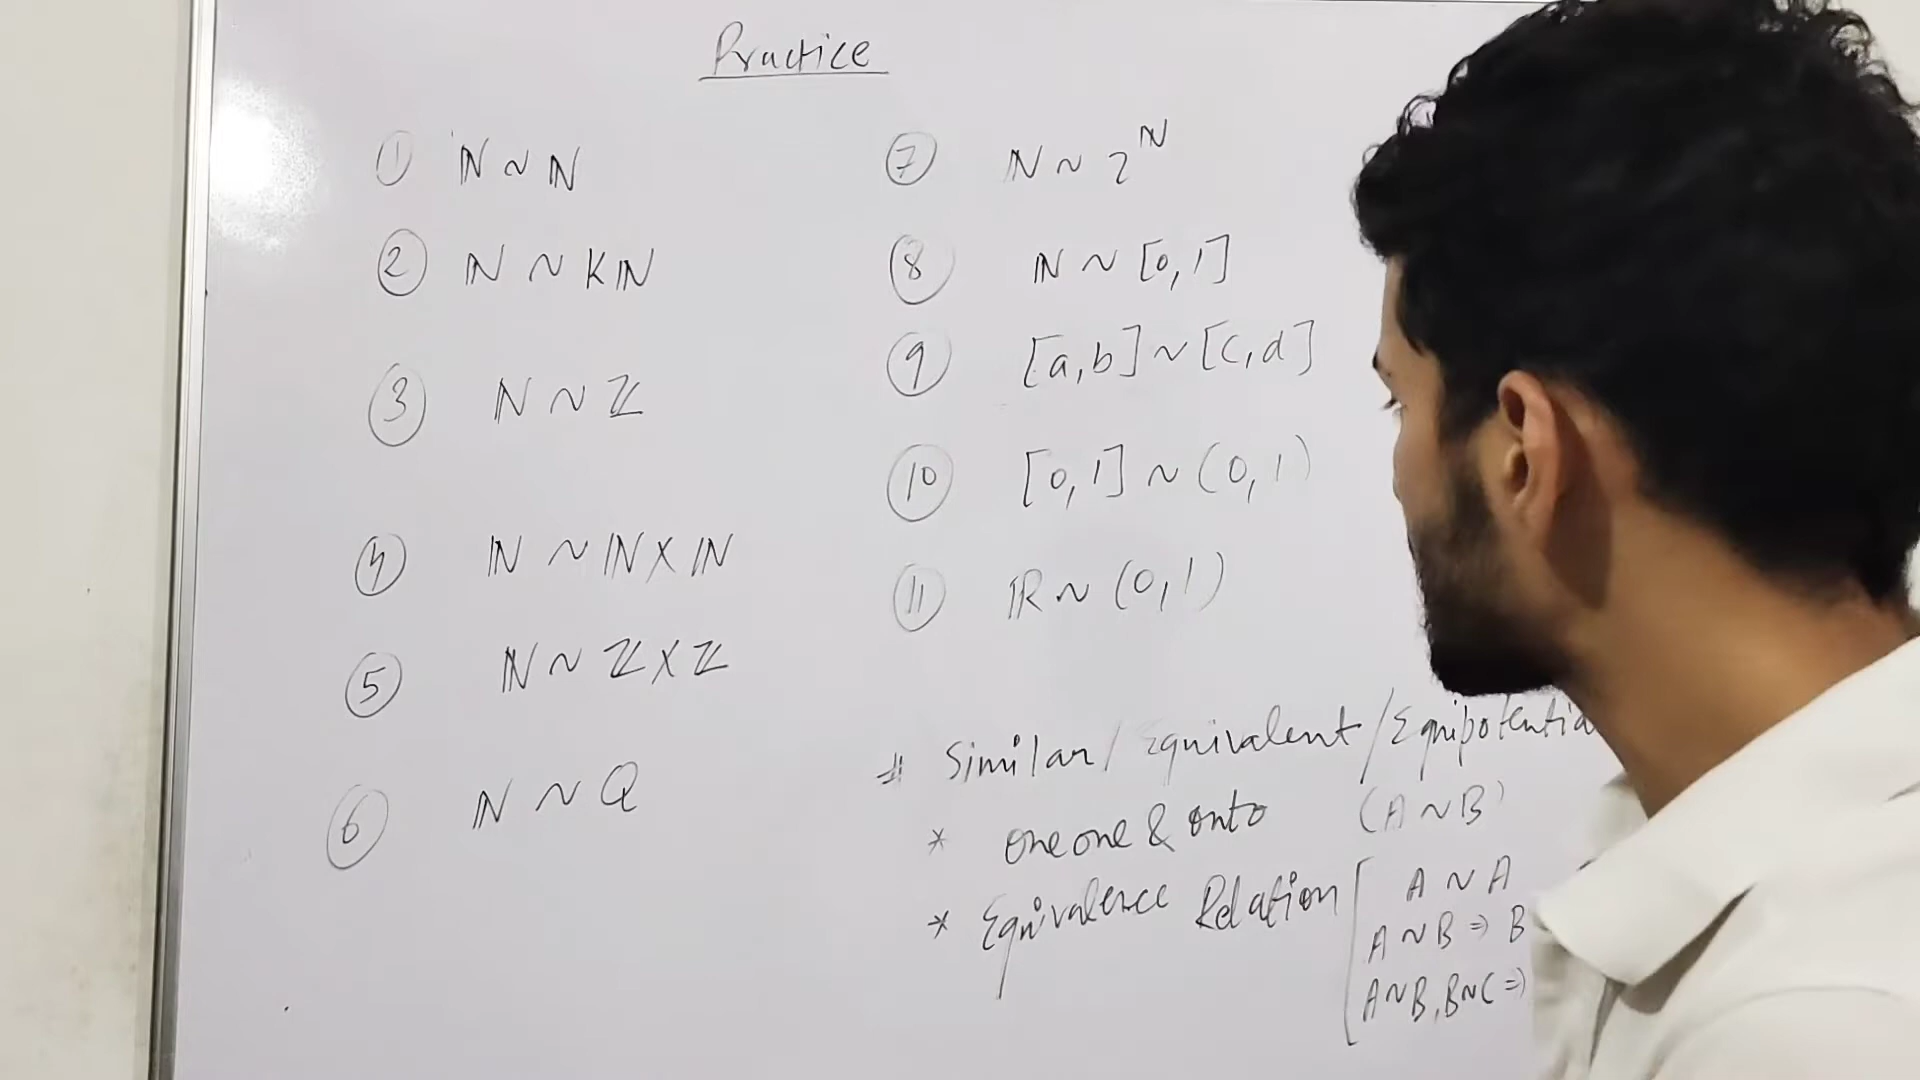 Practice
① N ~ N
② N ~ KN
③ N ~ ℤ
④ N ~ N X N
⑤ N ~ ℤ X ℤ
⑥ N ~ Q
⑦ N ~ 2^N
⑧ N ~ [0, 1]
⑨ [a, b] ~ [c, d]
⑩ [0, 1] ~ (0, 1)
⑪ R ~ (0, 1)
# Similar / Equivalent / Equipotentia
* one one & onto (A ~ B)
* Equivalence Relation [ A ~ A
A ~ B => B
A ~ B, B ~ C =>